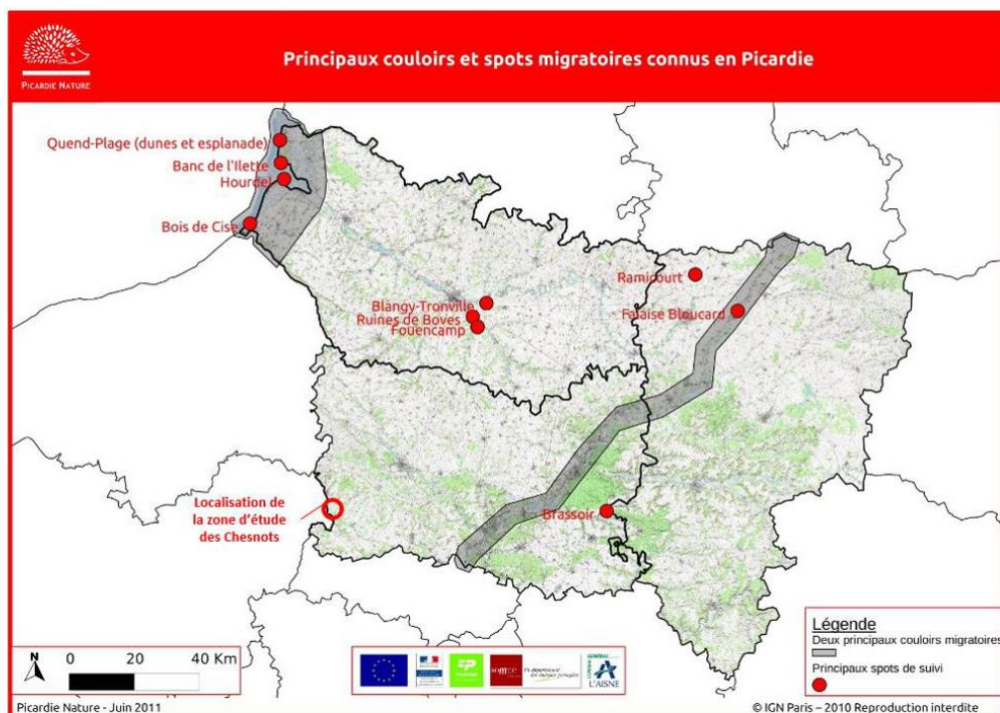 Principaux couloirs et spots migratoires connus en Picardie
PICARDIE NATURE
Quend-Plage (dunes et esplanade)
Banc de l'Ilette
Hourdel
Bois de Cise
Ramicourt
Falaise Bloucard
Blangy-Tronville
Ruines de Boves
Fouencamp
Localisation de
la zone d'étude
des Chesnots
Brassoir
Légende
Deux principaux couloirs migratoires
Principaux spots de suivi
N
0 20 40 Km
L'AISNE
Picardie Nature - Juin 2011
© IGN Paris – 2010 Reproduction interdite